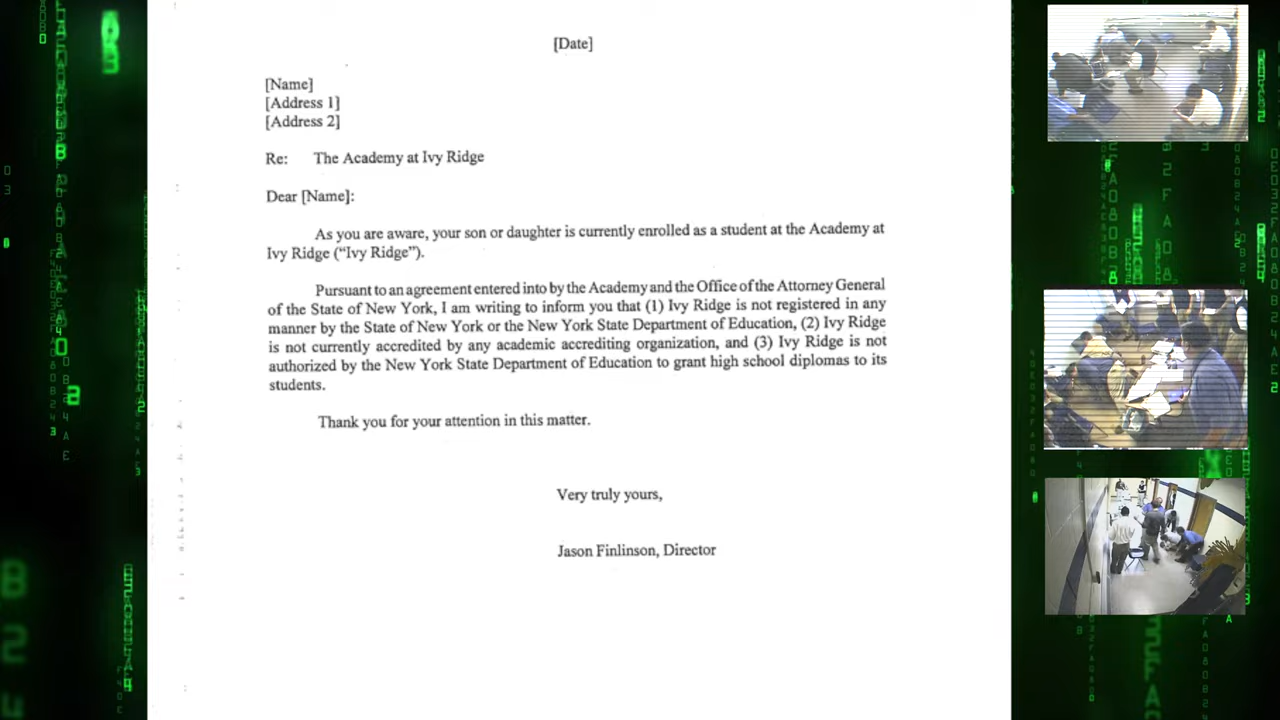 [Date]
[Name]
[Address 1]
[Address 2]
Re: The Academy at Ivy Ridge
Dear [Name]:
As you are aware, your son or daughter is currently enrolled as a student at the Academy at
Ivy Ridge (“Ivy Ridge”).
Pursuant to an agreement entered into by the Academy and the Office of the Attorney General
of the State of New York, I am writing to inform you that (1) Ivy Ridge is not registered in any
manner by the State of New York or the New York State Department of Education, (2) Ivy Ridge
is not currently accredited by any academic accrediting organization, and (3) Ivy Ridge is not
authorized by the New York State Department of Education to grant high school diplomas to its
students.
Thank you for your attention in this matter.
Very truly yours,
Jason Finlinson, Director